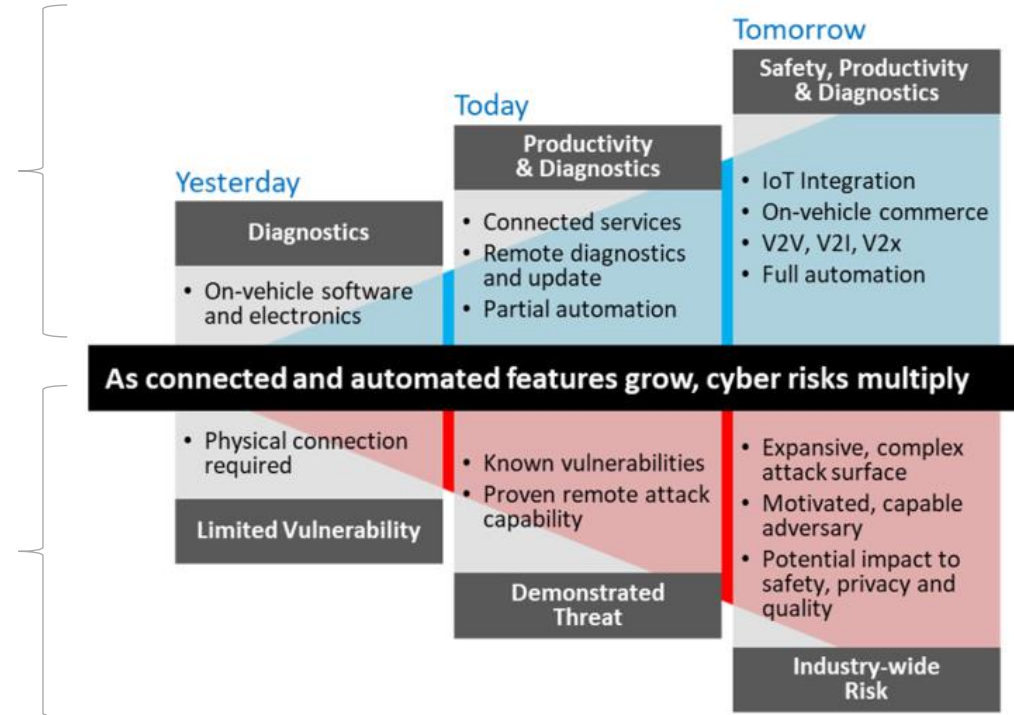 Yesterday
Diagnostics
• On-vehicle software
and electronics
Today
Productivity
& Diagnostics
• Connected services
• Remote diagnostics
and update
• Partial automation
Tomorrow
Safety, Productivity
& Diagnostics
• IoT Integration
• On-vehicle commerce
• V2V, V2I, V2x
• Full automation
As connected and automated features grow, cyber risks multiply
• Physical connection
required
Limited Vulnerability
• Known vulnerabilities
• Proven remote attack
capability
Demonstrated
Threat
• Expansive, complex
attack surface
• Motivated, capable
adversary
• Potential impact to
safety, privacy and
quality
Industry-wide
Risk